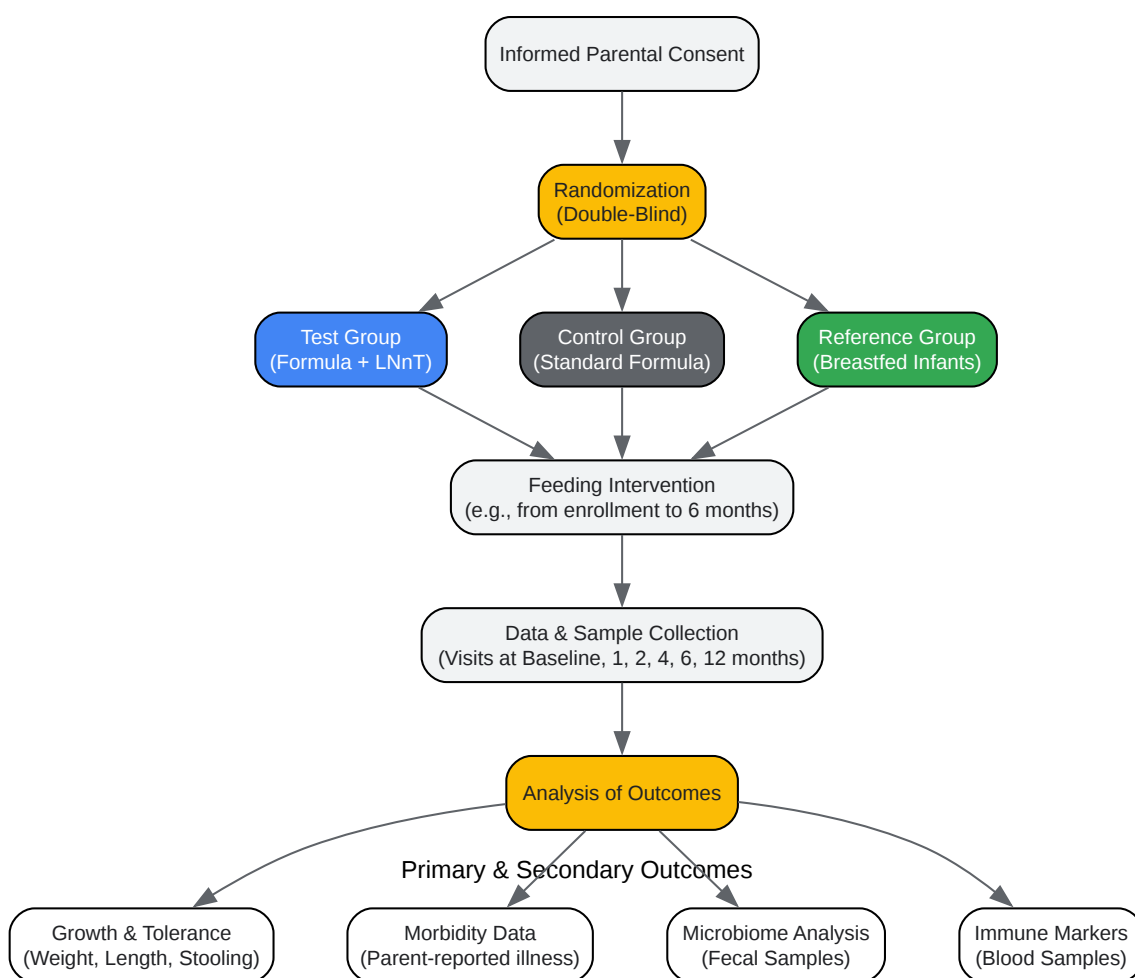 Informed Parental Consent
Randomization
(Double-Blind)
Test Group
(Formula + LNnT)
Control Group
(Standard Formula)
Reference Group
(Breastfed Infants)
Feeding Intervention
(e.g., from enrollment to 6 months)
Data & Sample Collection
(Visits at Baseline, 1, 2, 4, 6, 12 months)
Analysis of Outcomes
Primary & Secondary Outcomes
Growth & Tolerance
(Weight, Length, Stooling)
Morbidity Data
(Parent-reported illness)
Microbiome Analysis
(Fecal Samples)
Immune Markers
(Blood Samples)